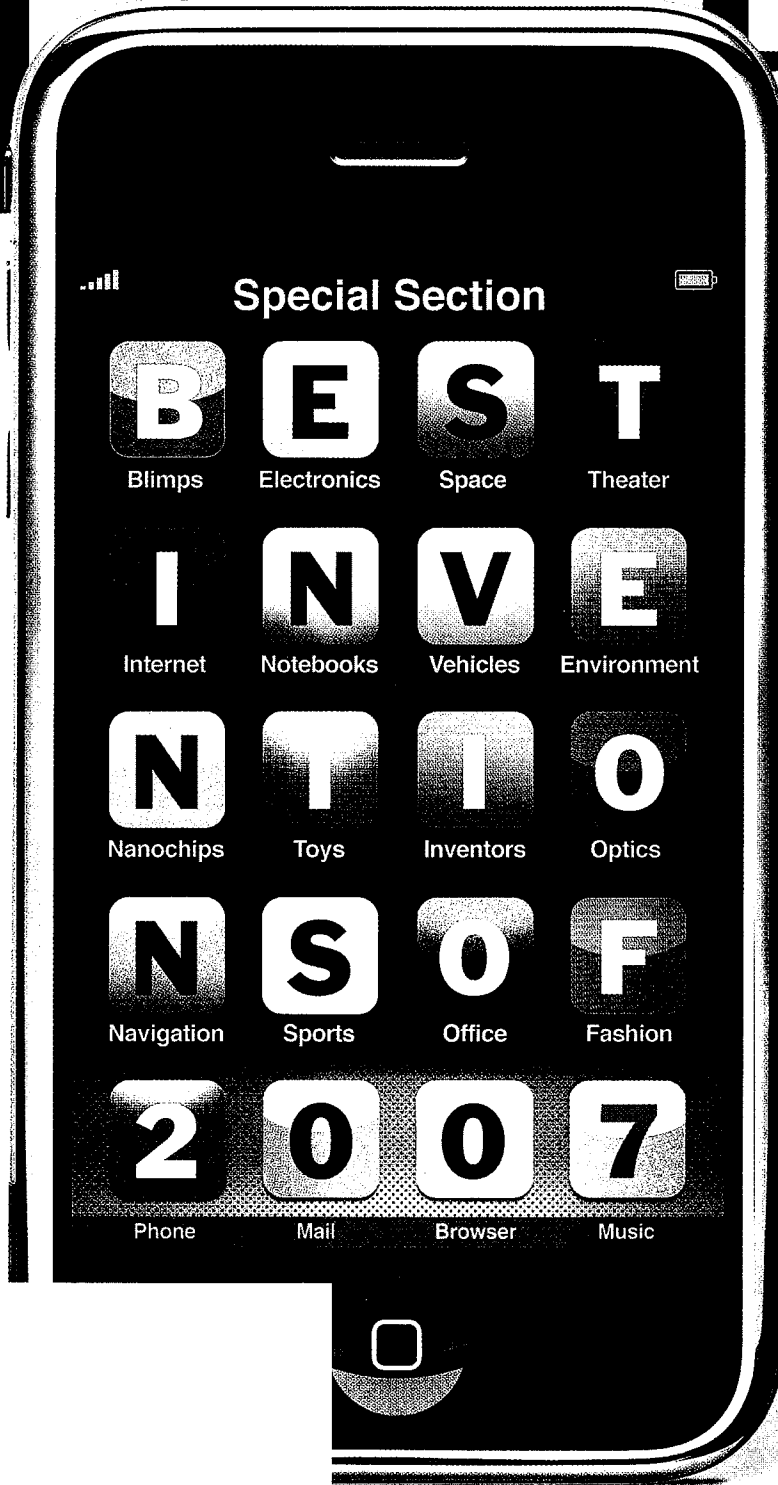 Special Section
B E S T
Blimps Electronics Space Theater
I N V E
Internet Notebooks Vehicles Environment
N T I O
Nanochips Toys Inventors Optics
N S O F
Navigation Sports Office Fashion
2 0 0 7
Phone Mail Browser Music